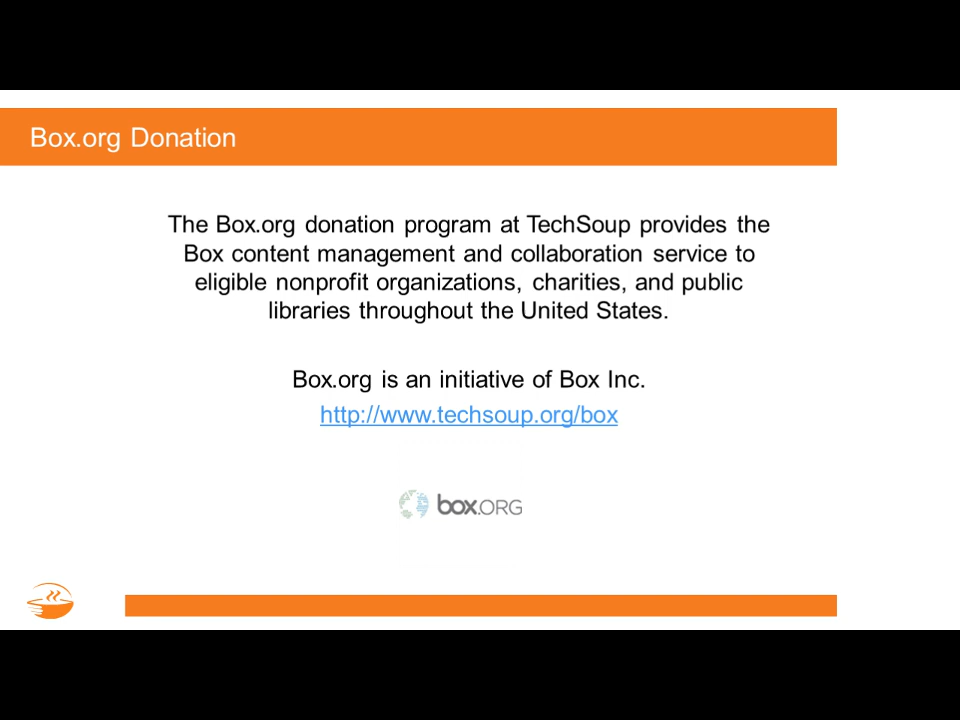 Box.org Donation
The Box.org donation program at TechSoup provides the
Box content management and collaboration service to
eligible nonprofit organizations, charities, and public
libraries throughout the United States.
Box.org is an initiative of Box Inc.
http://www.techsoup.org/box
box.ORG